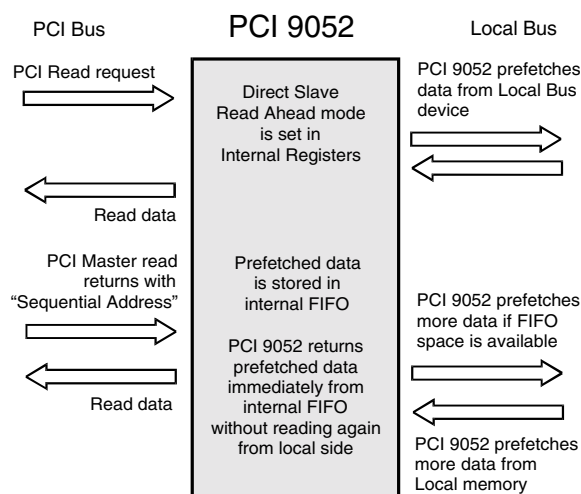 PCI Bus
PCI 9052
Local Bus
PCI Read request
Direct Slave
Read Ahead mode
is set in
Internal Registers
PCI 9052 prefetches
data from Local Bus
device
Read data
PCI Master read
returns with
“Sequential Address”
Prefetched data
is stored in
internal FIFO
PCI 9052 prefetches
more data if FIFO
space is available
PCI 9052 returns
prefetched data
immediately from
internal FIFO
without reading again
from local side
Read data
PCI 9052 prefetches
more data from
Local memory